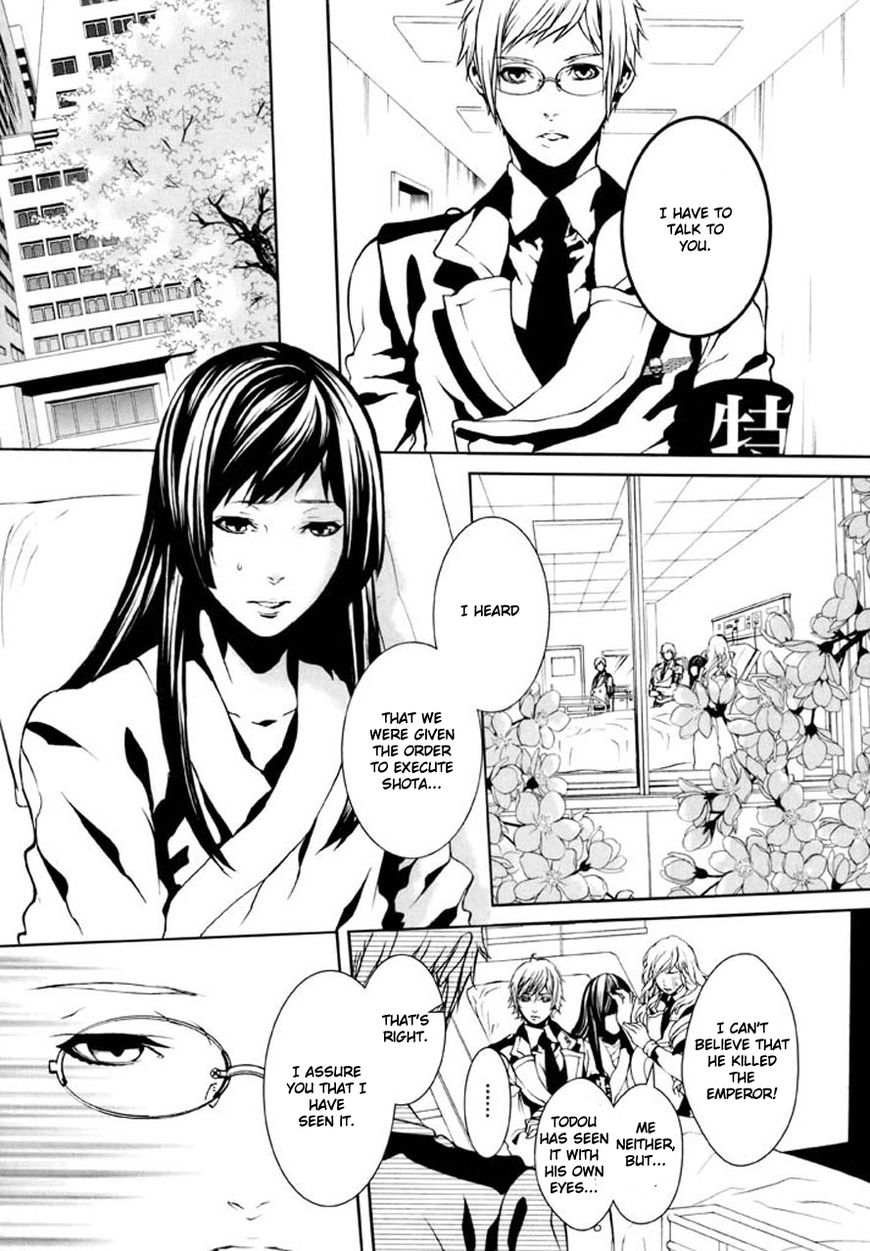 I HAVE TO
TALK TO
YOU.
特
I HEARD
THAT WE
WERE GIVEN
THE ORDER
TO EXECUTE
SHOTA...
I CAN'T
BELIEVE THAT
HE KILLED
THE
EMPEROR!
ME
NEITHER,
BUT...
TODOU
HAS SEEN
IT WITH
HIS OWN
EYES...
......
THAT'S
RIGHT.
I ASSURE
YOU THAT I
HAVE
SEEN IT.